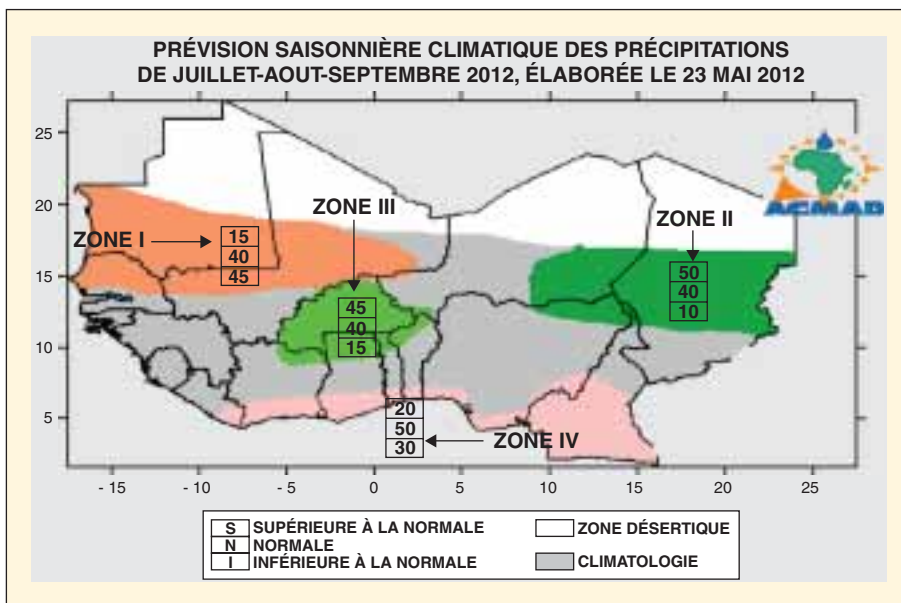 PRÉVISION SAISONNIÈRE CLIMATIQUE DES PRÉCIPITATIONS
DE JUILLET-AOUT-SEPTEMBRE 2012, ÉLABORÉE LE 23 MAI 2012
25
20
15
10
5
ZONE I
15
40
45
ZONE III
45
40
15
ZONE II
50
40
10
ACMAD
20
50
30
ZONE IV
- 15
- 10
- 5
0
5
10
15
20
25
S SUPÉRIEURE À LA NORMALE
N NORMALE
I INFÉRIEURE À LA NORMALE
ZONE DÉSERTIQUE
CLIMATOLOGIE